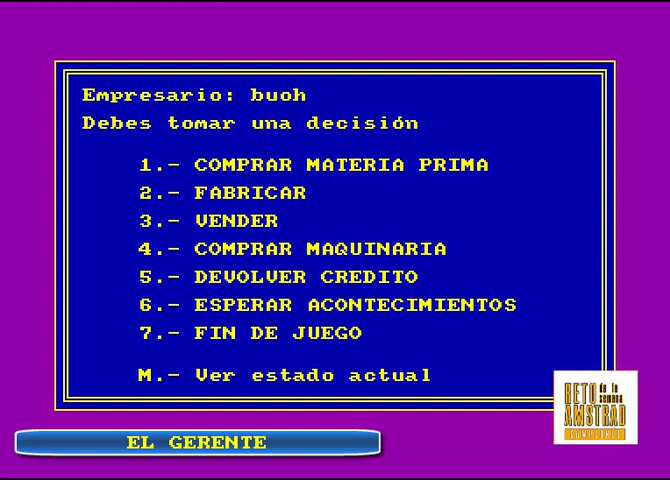 Empresario: buoh
Debes tomar una decisión
1.- COMPRAR MATERIA PRIMA
2.- FABRICAR
3.- VENDER
4.- COMPRAR MAQUINARIA
5.- DEVOLVER CREDITO
6.- ESPERAR ACONTECIMIENTOS
7.- FIN DE JUEGO
M.- Ver estado actual
RETO de la semana
AMSTRAD
EL GERENTE